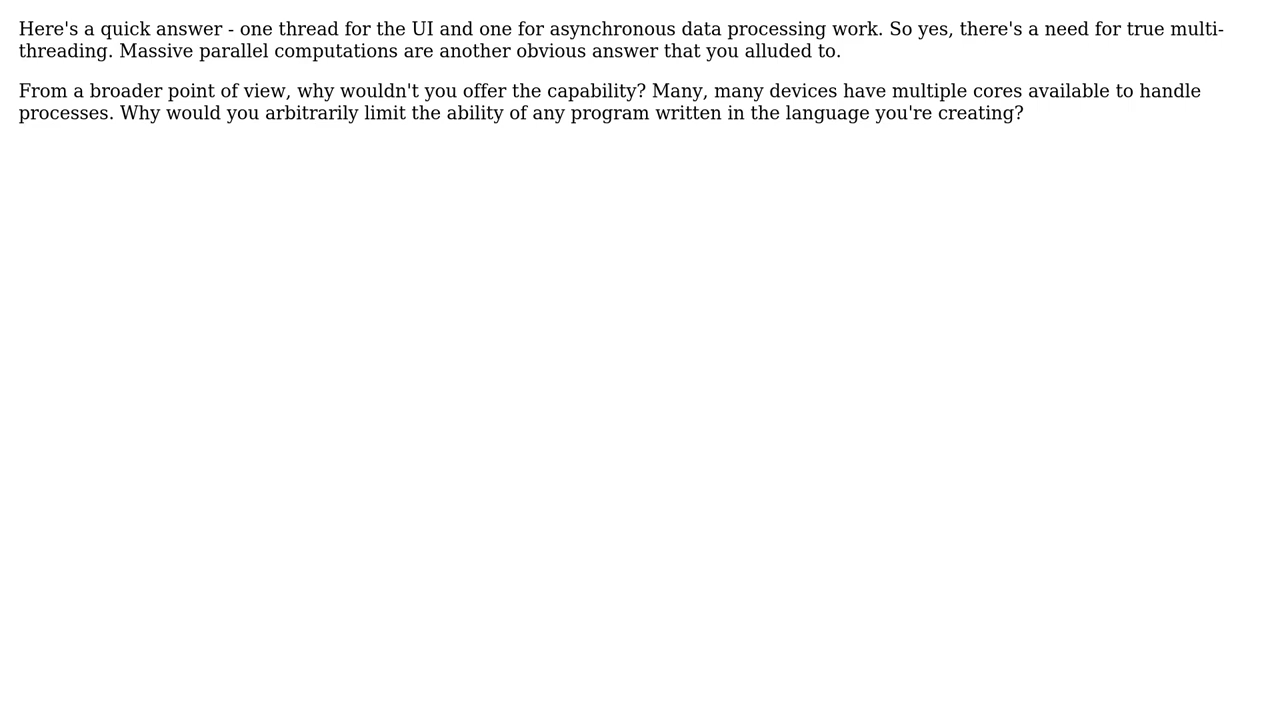 Here's a quick answer - one thread for the UI and one for asynchronous data processing work. So yes, there's a need for true multi-
threading. Massive parallel computations are another obvious answer that you alluded to.
From a broader point of view, why wouldn't you offer the capability? Many, many devices have multiple cores available to handle
processes. Why would you arbitrarily limit the ability of any program written in the language you're creating?